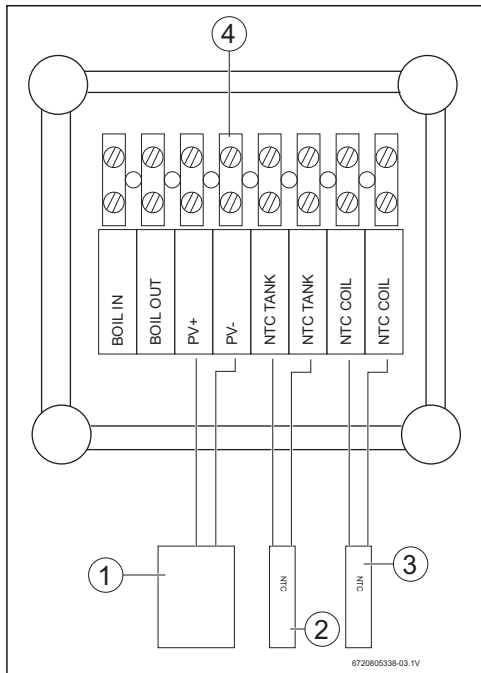 4
BOIL IN
BOIL OUT
PV+
PV-
NTC TANK
NTC TANK
NTC COIL
NTC COIL
1
NTC
2
NTC
3
6720805338-03.1V